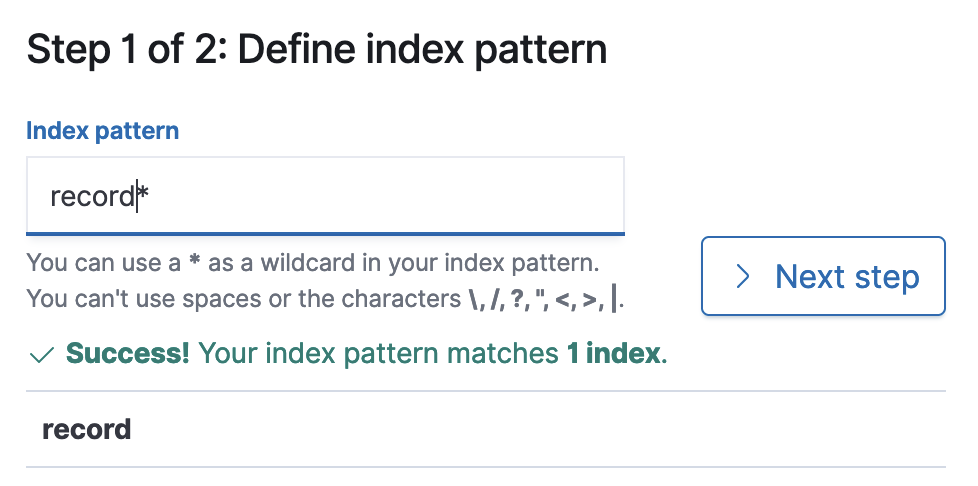 Step 1 of 2: Define index pattern
Index pattern
record*
You can use a * as a wildcard in your index pattern.
You can't use spaces or the characters \, /, ?, ", <, >, |.
Next step
Success! Your index pattern matches 1 index.
record